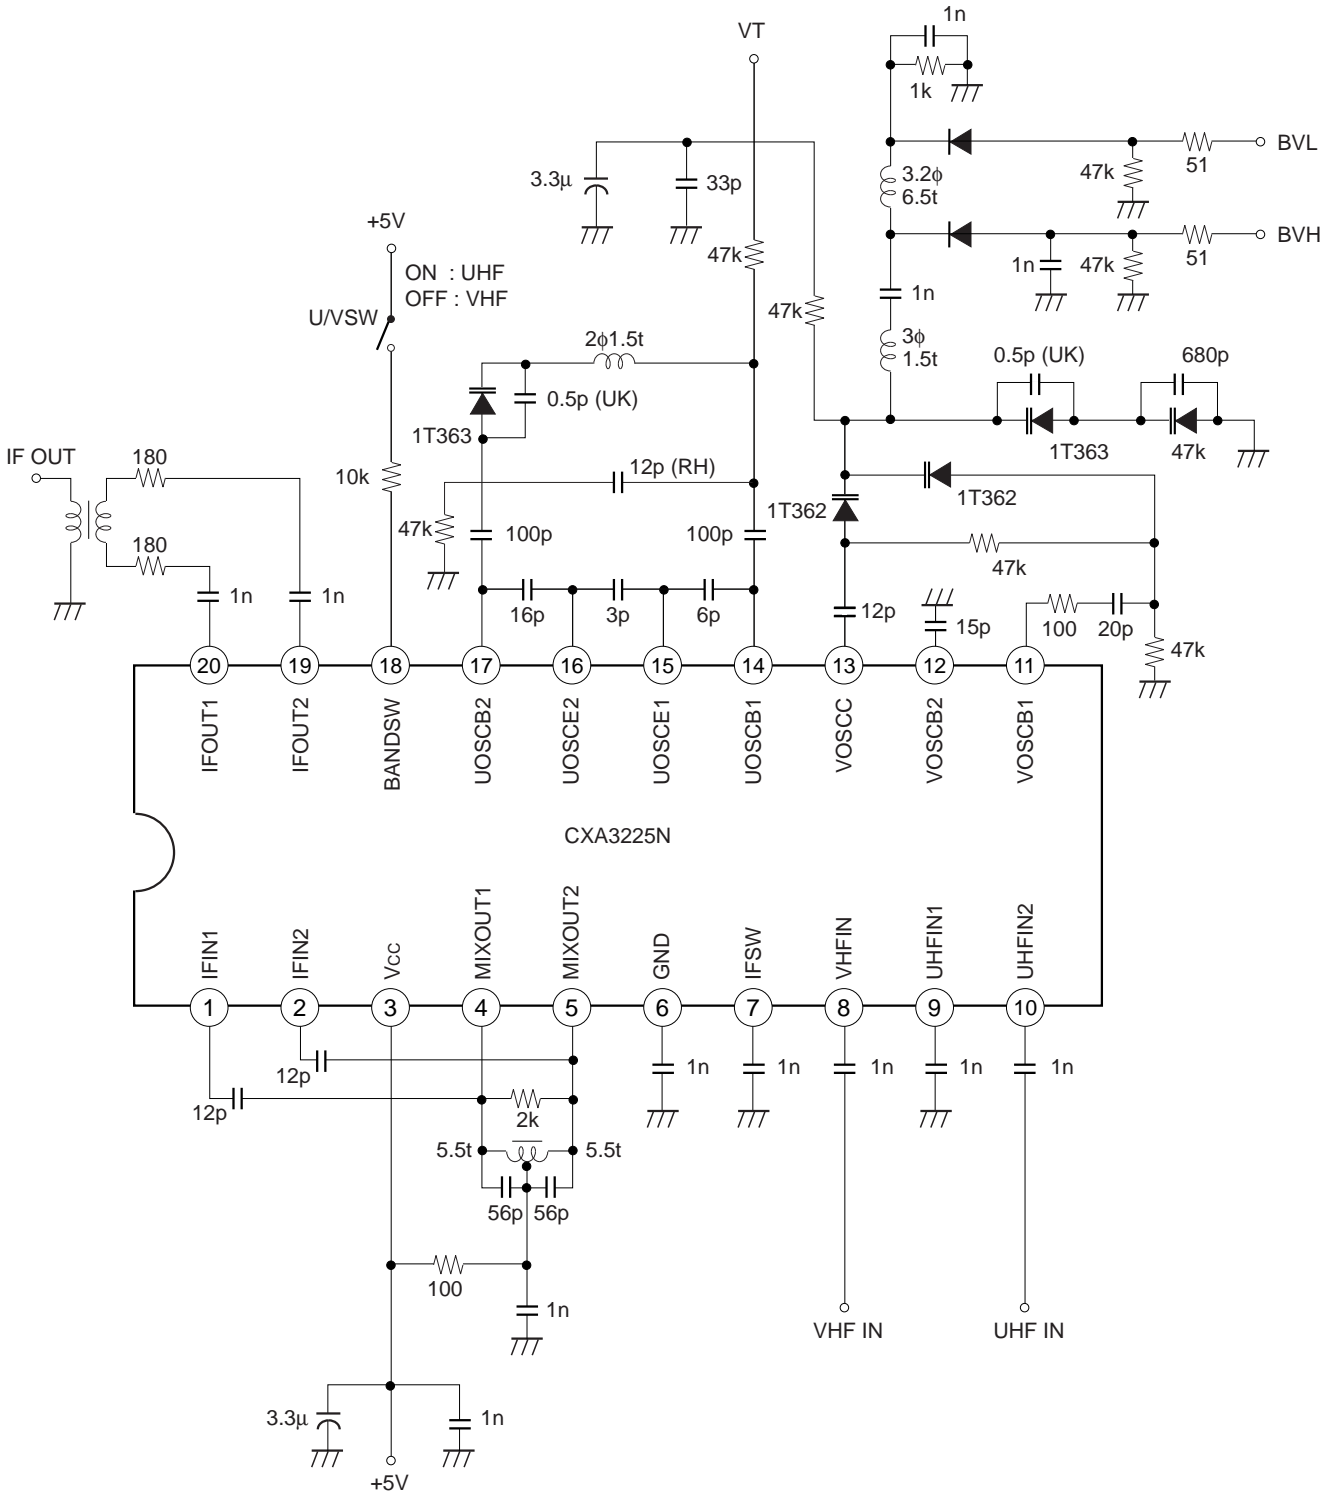 1n
VT
1k
BVL
51
47k
3.2ϕ
6.5t
3.3µ
33p
+5V
47k
BVH
51
47k
1n
ON : UHF
OFF : VHF
1n
47k
U/VSW
2ϕ1.5t
3ϕ
1.5t
0.5p (UK)
680p
0.5p (UK)
1T363
1T363
47k
IF OUT
180
12p (RH)
10k
1T362
1T362
47k
100p
100p
180
47k
1n
1n
16p
3p
6p
12p
15p
100
20p
47k
20
19
18
17
16
15
14
13
12
11
IFOUT1
IFOUT2
BANDSW
UOSCB2
UOSCE2
UOSCE1
UOSCB1
VOSCC
VOSCB2
VOSCB1
CXA3225N
IFIN1
IFIN2
VCC
MIXOUT1
MIXOUT2
GND
IFSW
VHFIN
UHFIN1
UHFIN2
1
2
3
4
5
6
7
8
9
10
12p
1n
1n
1n
1n
1n
12p
2k
5.5t
5.5t
56p
56p
100
1n
VHF IN
UHF IN
3.3µ
1n
+5V